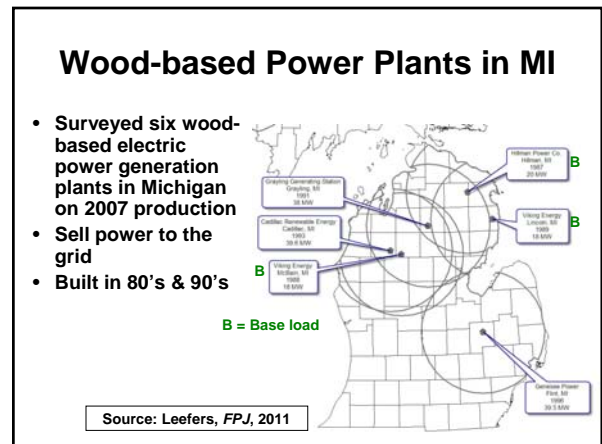 Wood-based Power Plants in MI
• Surveyed six wood-
based electric
power generation
plants in Michigan
on 2007 production
• Sell power to the
grid
• Built in 80's & 90's
Hillman Power Co.
Hillman, MI
1987
20 MW
B
Grayling Generating Station
Grayling, MI
38 MW
Viking Energy
Lincoln, MI
1989
18 MW
B
Cadillac Renewable Energy
Cadillac, MI
1993
39.6 MW
Viking Energy
McBain, MI
18 MW
B
B = Base load
Genesee Power
Flint, MI
1996
39.5 MW
Source: Leefers, FPJ, 2011